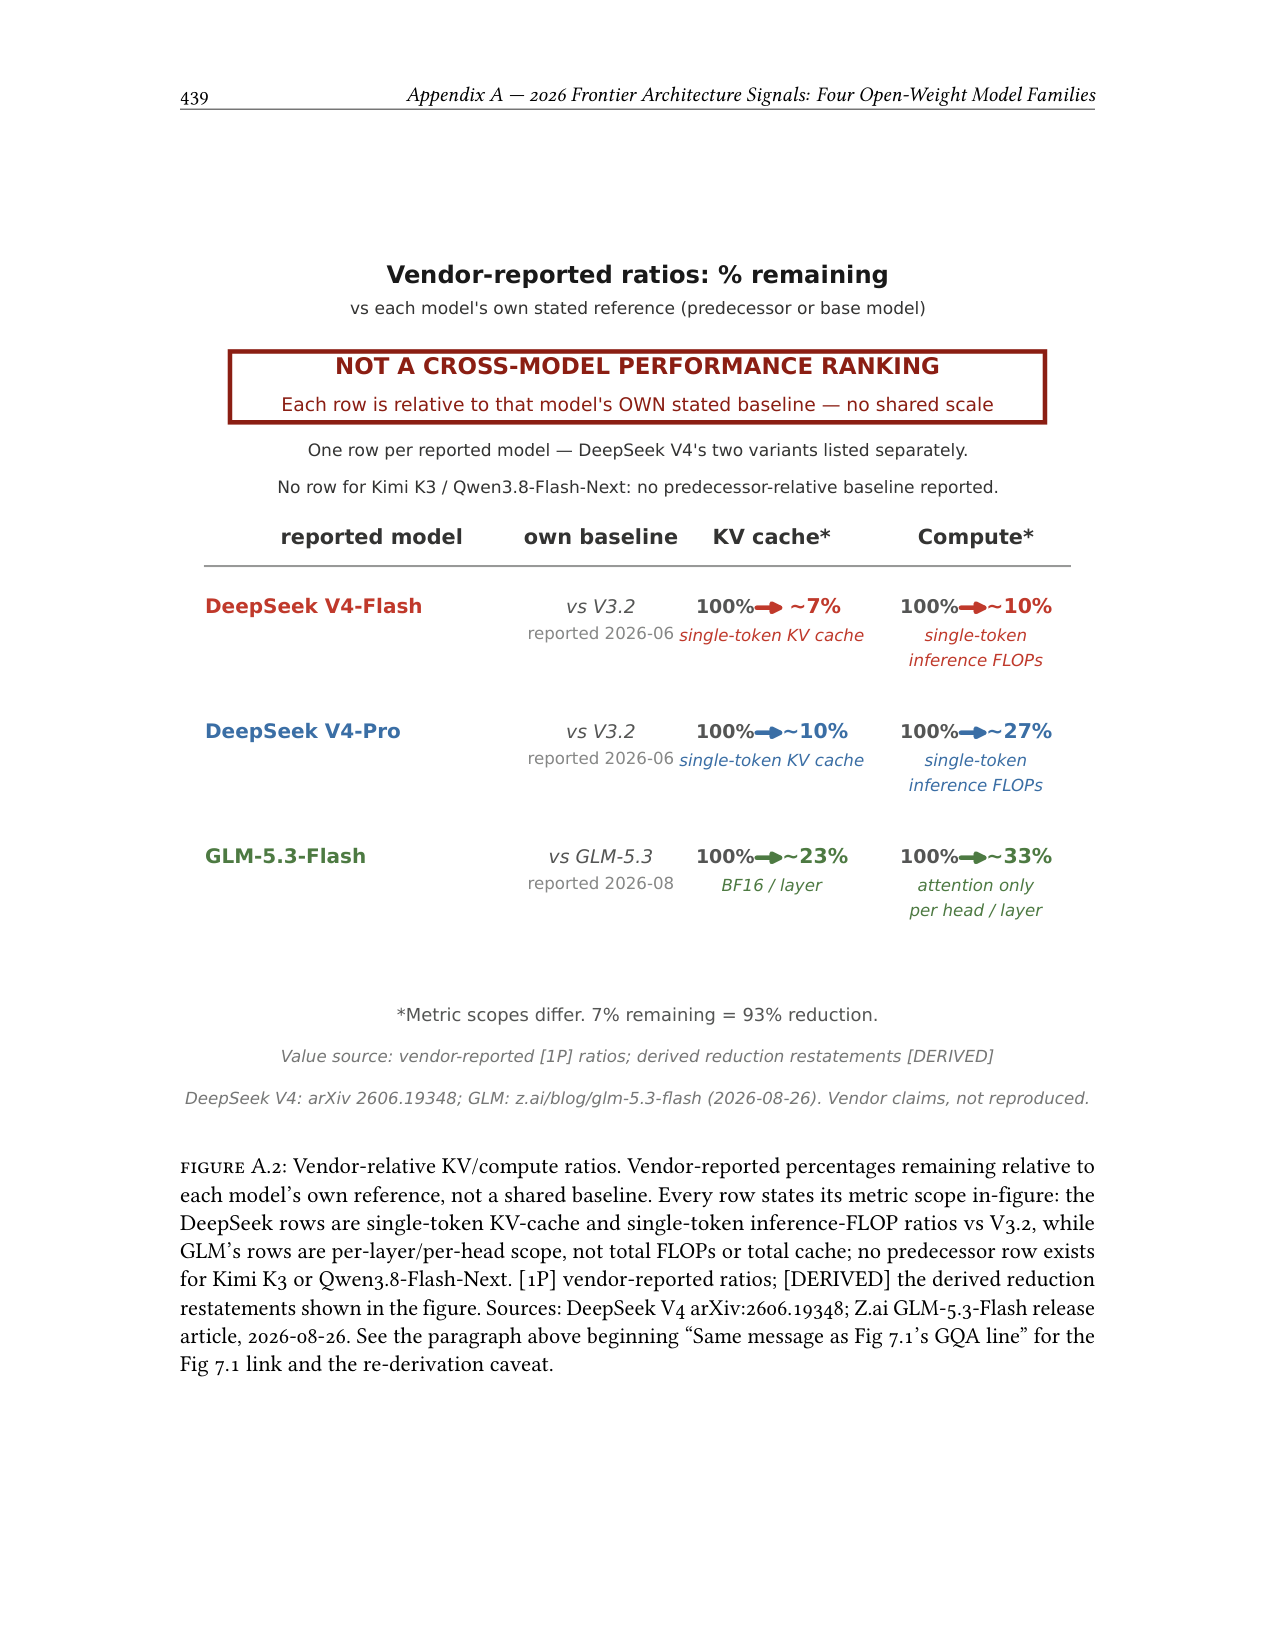 439
Appendix A — 2026 Frontier Architecture Signals: Four Open-Weight Model Families
Vendor-reported ratios: % remaining
vs each model's own stated reference (predecessor or base model)
NOT A CROSS-MODEL PERFORMANCE RANKING
Each row is relative to that model's OWN stated baseline — no shared scale
One row per reported model — DeepSeek V4's two variants listed separately.
No row for Kimi K3 / Qwen3.8-Flash-Next: no predecessor-relative baseline reported.
reported model own baseline KV cache* Compute*
DeepSeek V4-Flash vs V3.2 100% ~7% 100% ~10%
reported 2026-06 single-token KV cache single-token
inference FLOPs
DeepSeek V4-Pro vs V3.2 100% ~10% 100% ~27%
reported 2026-06 single-token KV cache single-token
inference FLOPs
GLM-5.3-Flash vs GLM-5.3 100% ~23% 100% ~33%
reported 2026-08 BF16 / layer attention only
per head / layer
*Metric scopes differ. 7% remaining = 93% reduction.
Value source: vendor-reported [1P] ratios; derived reduction restatements [DERIVED]
DeepSeek V4: arXiv 2606.19348; GLM: z.ai/blog/glm-5.3-flash (2026-08-26). Vendor claims, not reproduced.
FIGURE A.2: Vendor-relative KV/compute ratios. Vendor-reported percentages remaining relative to
each model’s own reference, not a shared baseline. Every row states its metric scope in-figure: the
DeepSeek rows are single-token KV-cache and single-token inference-FLOP ratios vs V3.2, while
GLM’s rows are per-layer/per-head scope, not total FLOPs or total cache; no predecessor row exists
for Kimi K3 or Qwen3.8-Flash-Next. [1P] vendor-reported ratios; [DERIVED] the derived reduction
restatements shown in the figure. Sources: DeepSeek V4 arXiv:2606.19348; Z.ai GLM-5.3-Flash release
article, 2026-08-26. See the paragraph above beginning “Same message as Fig 7.1’s GQA line” for the
Fig 7.1 link and the re-derivation caveat.